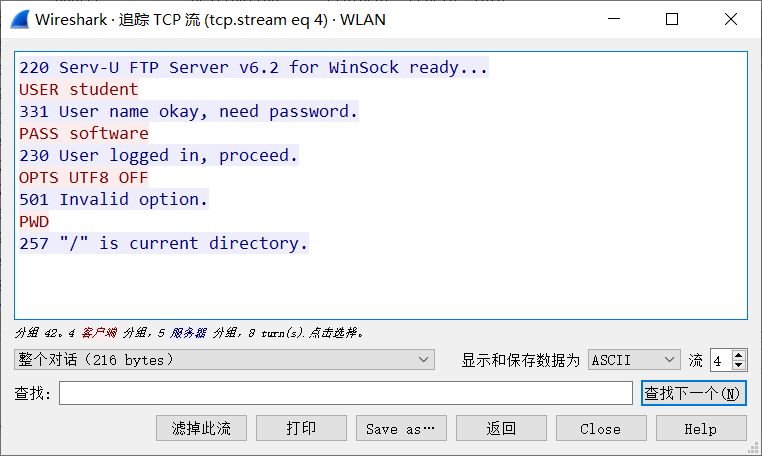 Wireshark · 追踪 TCP 流 (tcp.stream eq 4) · WLAN
220 Serv-U FTP Server v6.2 for WinSock ready...
USER student
331 User name okay, need password.
PASS software
230 User logged in, proceed.
OPTS UTF8 OFF
501 Invalid option.
PWD
257 "/" is current directory.
分组 42。4 客户端 分组，5 服务器 分组，8 turn(s).点击选择。
整个对话（216 bytes） 显示和保存数据为 ASCII 流 4
查找： 查找下一个(N)
滤掉此流 打印 Save as… 返回 Close Help